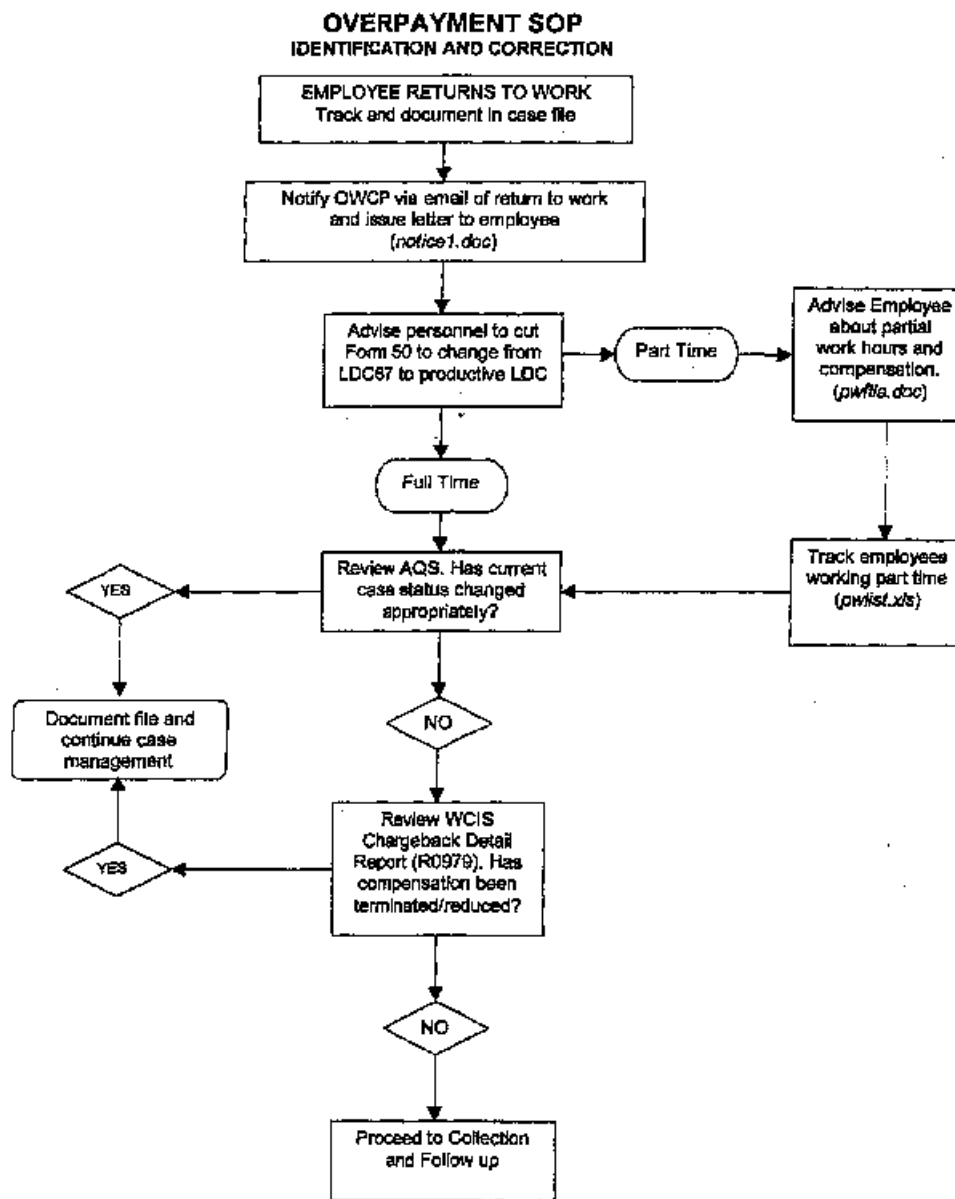 OVERPAYMENT SOP
IDENTIFICATION AND CORRECTION
EMPLOYEE RETURNS TO WORK
Track and document in case file
Notify OWCP via email of return to work
and issue letter to employee
(notice1.doc)
Advise personnel to cut
Form 50 to change from
LDC67 to productive LDC
Part Time
Advise Employee
about partial
work hours and
compensation.
(pwftle.doc)
Full Time
Review AQS. Has current
case status changed
appropriately?
Track employees
working part time
(pwlist.xls)
YES
Document file and
continue case
management
NO
Review WCIS
Chargeback Detail
Report (R0979). Has
compensation been
terminated/reduced?
YES
NO
Proceed to Collection
and Follow up